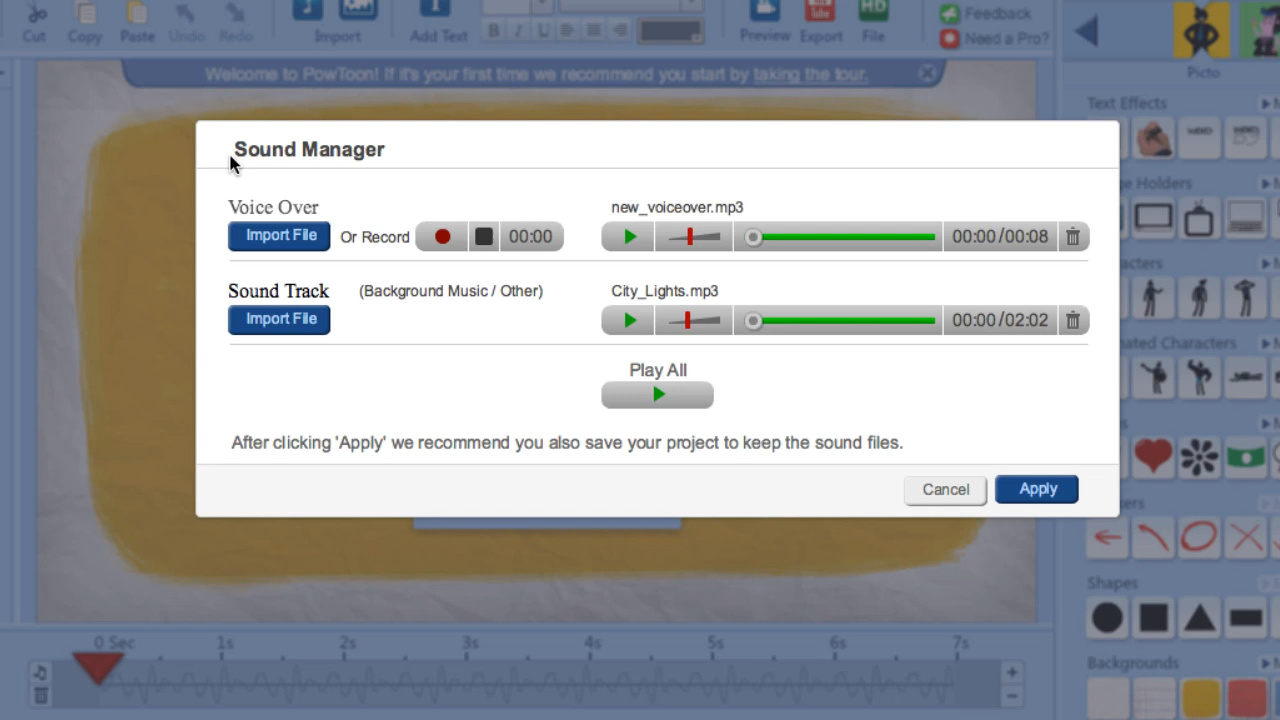 Cut Copy Paste Undo Redo Import Add Text B I U Preview Export File
You Tube HD
Feedback
Need a Pro?
Welcome to PowToon! If it's your first time we recommend you start by taking the tour.
Picto
Text Effects
Sound Manager
Voice Over
Import File Or Record 00:00
new_voiceover.mp3
00:00/00:08
Sound Track (Background Music / Other)
Import File
City_Lights.mp3
00:00/02:02
Play All
After clicking 'Apply' we recommend you also save your project to keep the sound files.
Cancel Apply
Holders
Shapes
Backgrounds
0 Sec 1s 2s 3s 4s 5s 6s 7s